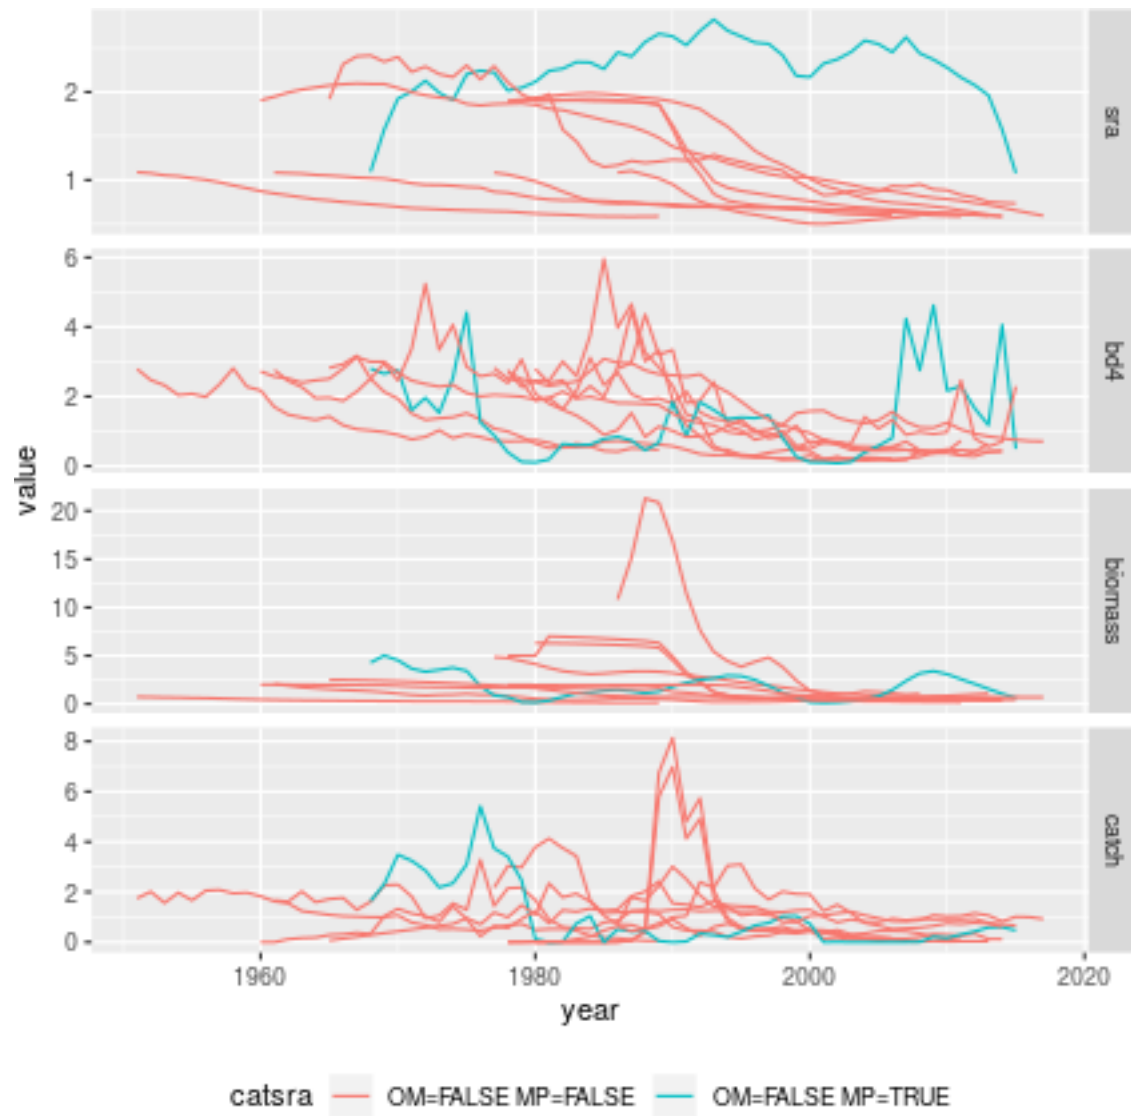 2
1
sra
6
4
2
0
bd4
20
15
10
5
0
biomass
8
6
4
2
0
catch
value
1960 1980 2000 2020
year
catsra OM=FALSE MP=FALSE OM=FALSE MP=TRUE